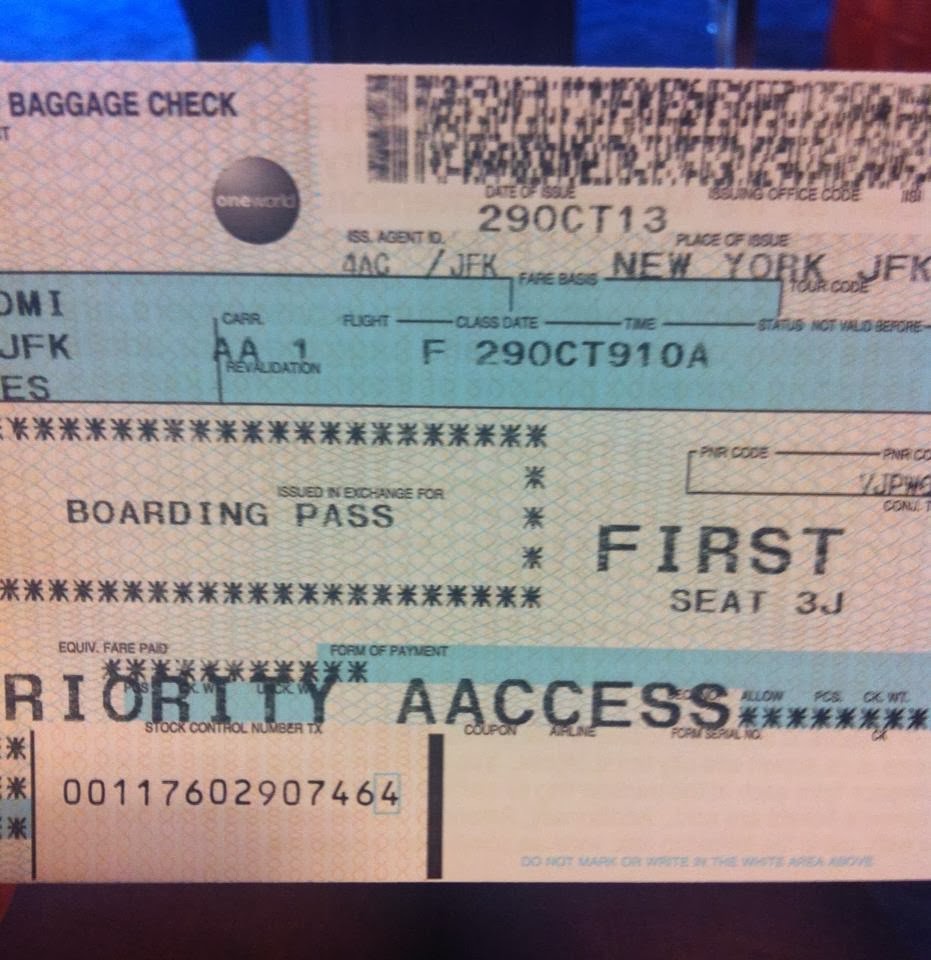 BAGGAGE CHECK
oneworld
DATE OF ISSUE ISSUING OFFICE CODE
29OCT13
ISS. AGENT ID. PLACE OF ISSUE
4AC /JFK NEW YORK JFK
FARE BASIS TOUR CODE
OMI
CARR. FLIGHT CLASS DATE TIME STATUS NOT VALID BEFORE
JFK AA 1 F 29OCT910A
REVALIDATION
ES
*********************
PNR CODE PNR CO
*
ISSUED IN EXCHANGE FOR
BOARDING PASS
*
FIRST
*
*********************
SEAT 3J
EQUIV. FARE PAID FORM OF PAYMENT
***********
RIORITY AACCESS*******
ALLOW PCS. CK. WT.
STOCK CONTROL NUMBER TX COUPON AIRLINE FORM SERIAL NO. CK
*
*
*
00117602907464
DO NOT MARK OR WRITE IN THE WHITE AREA ABOVE